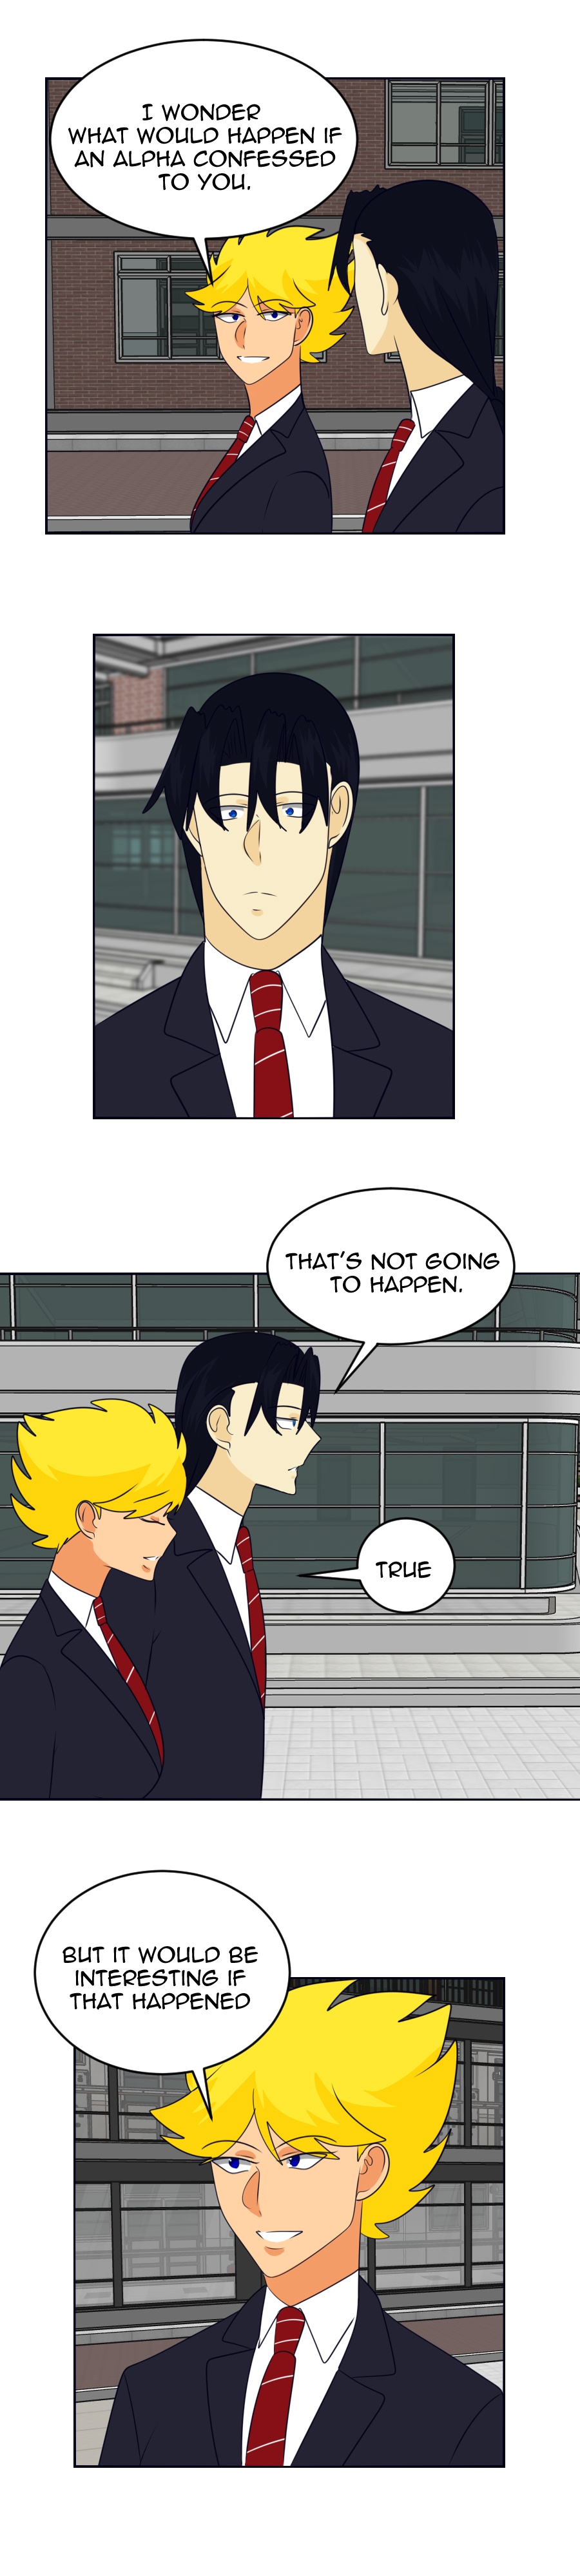 I WONDER
WHAT WOULD HAPPEN IF
AN ALPHA CONFESSED
TO YOU.
THAT'S NOT GOING
TO HAPPEN.
TRUE
BUT IT WOULD BE
INTERESTING IF
THAT HAPPENED